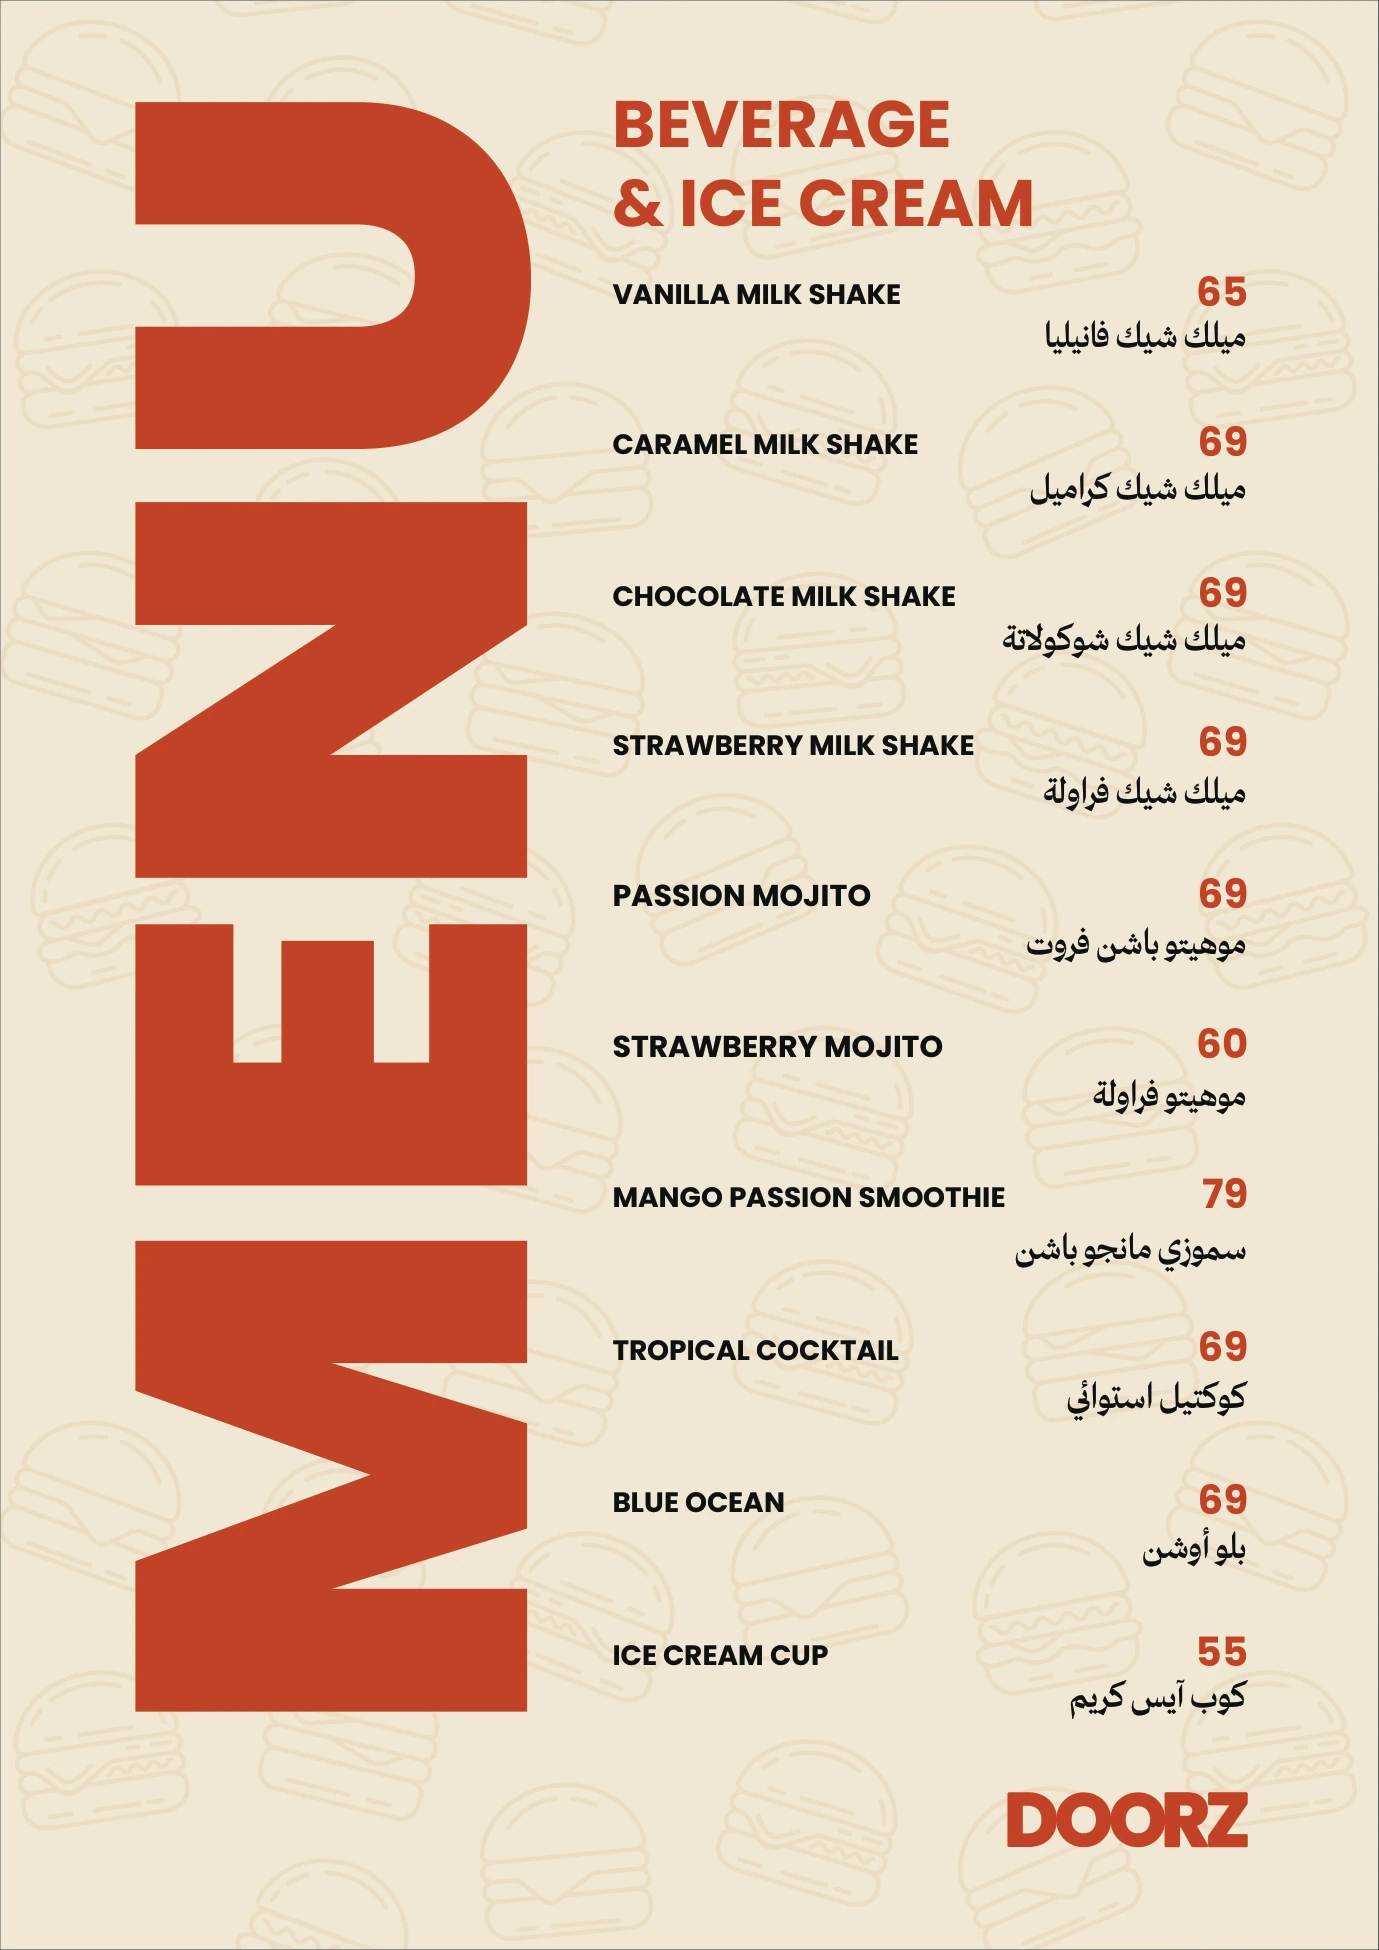 MENU
BEVERAGE
& ICE CREAM
VANILLA MILK SHAKE 65
ميلك شيك فانيليا
CARAMEL MILK SHAKE 69
ميلك شيك كراميل
CHOCOLATE MILK SHAKE 69
ميلك شيك شوكولاتة
STRAWBERRY MILK SHAKE 69
ميلك شيك فراولة
PASSION MOJITO 69
موهيتو باشن فروت
STRAWBERRY MOJITO 60
موهيتو فراولة
MANGO PASSION SMOOTHIE 79
سموزي مانجو باشن
TROPICAL COCKTAIL 69
كوكتيل استوائي
BLUE OCEAN 69
بلو أوشن
ICE CREAM CUP 55
كوب آيس كريم
DOORZ